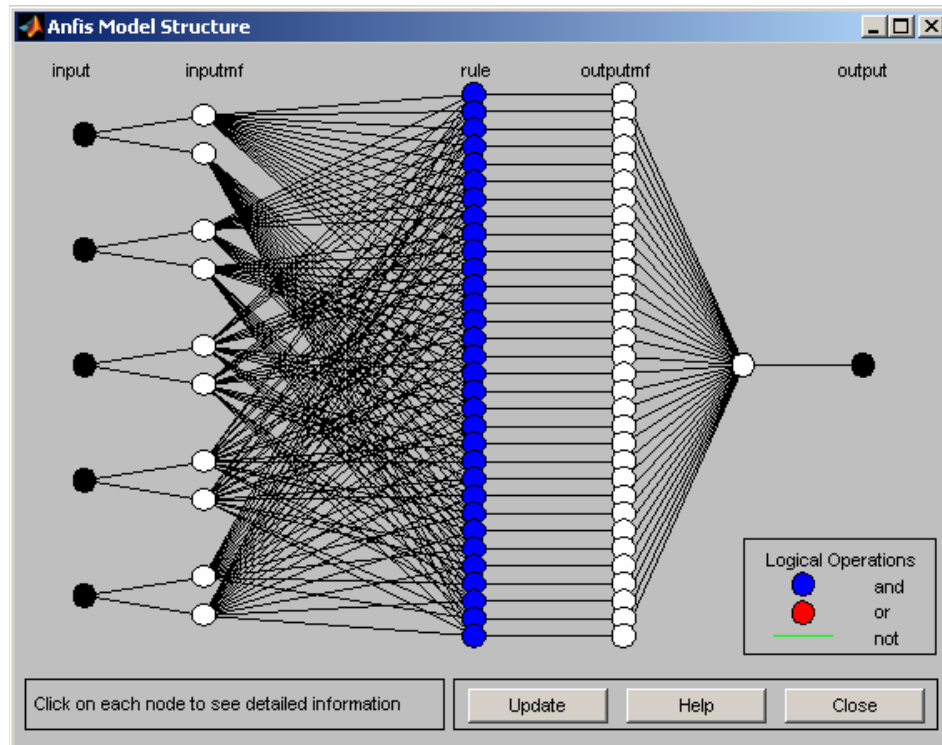 Anfis Model Structure
input
inputmf
rule
outputmf
output
Logical Operations
and
or
not
Click on each node to see detailed information
Update
Help
Close